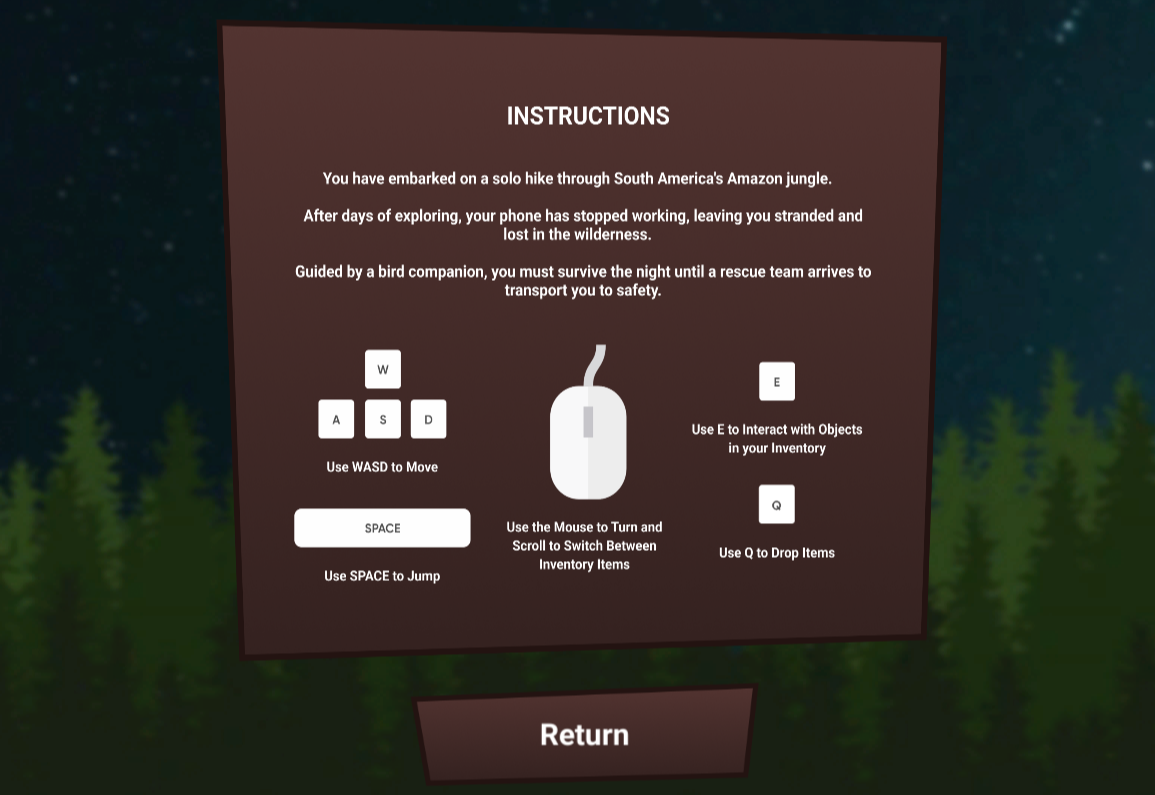 INSTRUCTIONS
You have embarked on a solo hike through South America's Amazon jungle.
After days of exploring, your phone has stopped working, leaving you stranded and
lost in the wilderness.
Guided by a bird companion, you must survive the night until a rescue team arrives to
transport you to safety.
W
A S D
Use WASD to Move
SPACE
Use SPACE to Jump
Use the Mouse to Turn and
Scroll to Switch Between
Inventory Items
E
Use E to Interact with Objects
in your Inventory
Q
Use Q to Drop Items
Return